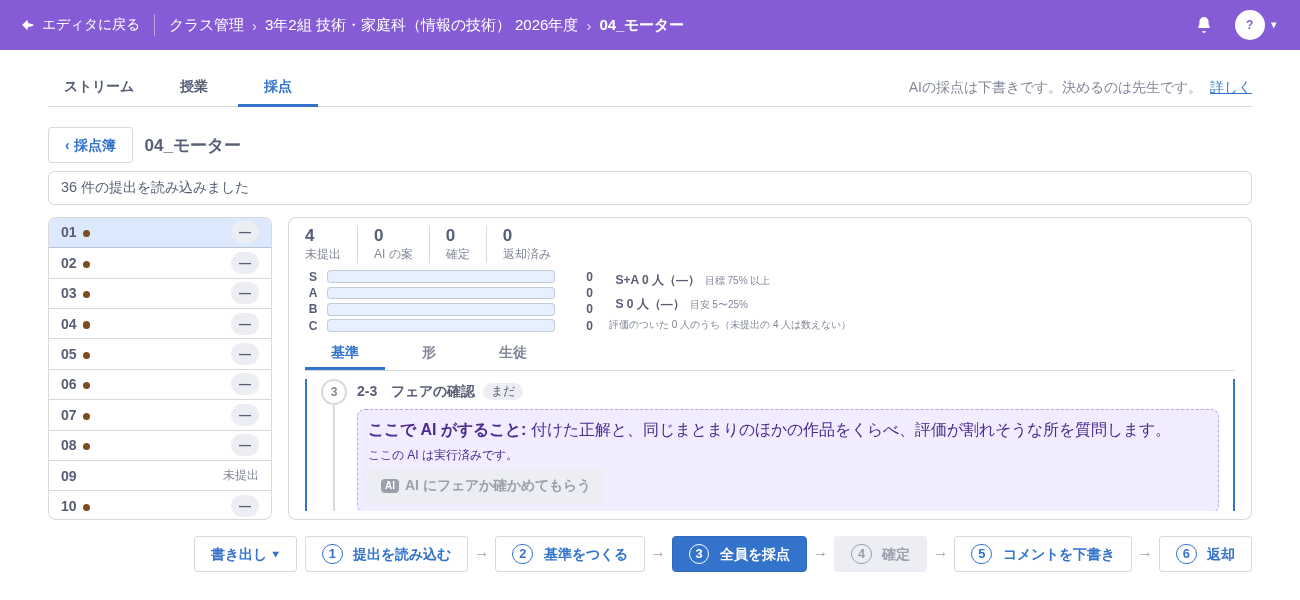 エディタに戻る クラス管理 › 3年2組 技術・家庭科（情報の技術） 2026年度 › 04_モーター ? ▾
ストリーム 授業 採点 AIの採点は下書きです。決めるのは先生です。 詳しく
‹ 採点簿 04_モーター
36 件の提出を読み込みました
01 —
02 —
03 —
04 —
05 —
06 —
07 —
08 —
09 未提出
10 —
4 0 0 0
未提出 AI の案 確定 返却済み
S 0
A 0
B 0
C 0
S+A 0 人（—） 目標 75% 以上
S 0 人（—） 目安 5〜25%
評価のついた 0 人のうち（未提出の 4 人は数えない）
基準 形 生徒
3 2-3 フェアの確認 まだ
ここで AI がすること: 付けた正解と、同じまとまりのほかの作品をくらべ、評価が割れそうな所を質問します。
ここの AI は実行済みです。
AI AI にフェアか確かめてもらう
書き出し ▾ 1 提出を読み込む → 2 基準をつくる → 3 全員を採点 → 4 確定 → 5 コメントを下書き → 6 返却